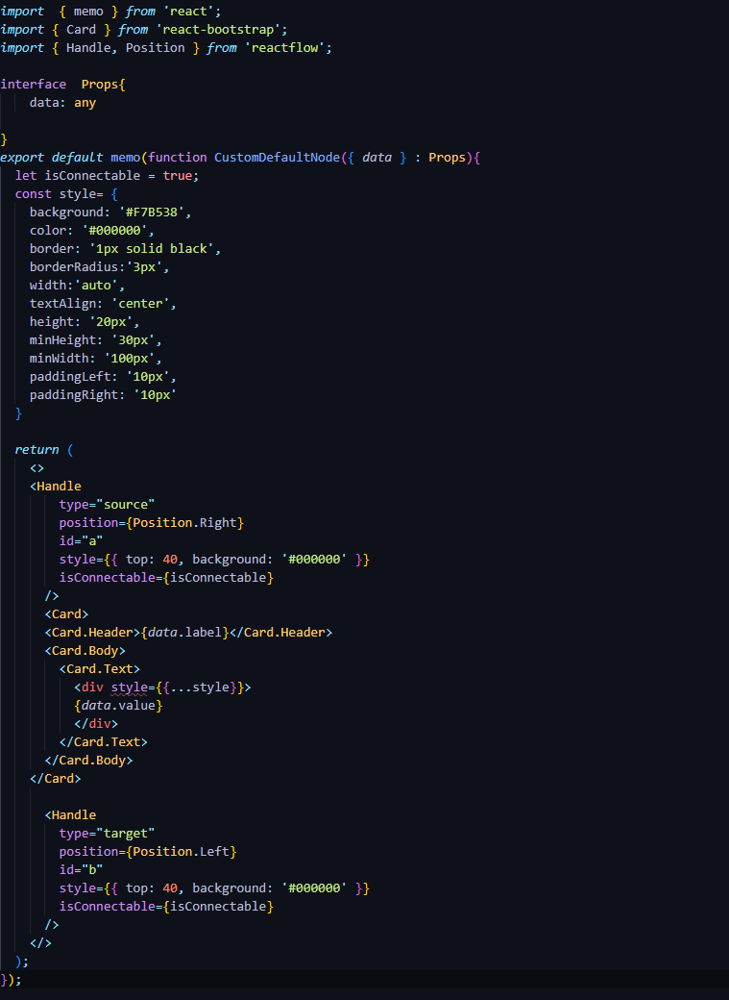 import  { memo } from 'react';
import { Card } from 'react-bootstrap';
import { Handle, Position } from 'reactflow';

interface  Props{
    data: any

}
export default memo(function CustomDefaultNode({ data } : Props){
  let isConnectable = true;
  const style= {
    background: '#F7B538',
    color: '#000000',
    border: '1px solid black',
    borderRadius:'3px',
    width:'auto',
    textAlign: 'center',
    height: '20px',
    minHeight: '30px',
    minWidth: '100px',
    paddingLeft: '10px',
    paddingRight: '10px'
  }

  return (
    <>
    <Handle
        type="source"
        position={Position.Right}
        id="a"
        style={{ top: 40, background: '#000000' }}
        isConnectable={isConnectable}
      />
      <Card>
      <Card.Header>{data.label}</Card.Header>
      <Card.Body>
        <Card.Text>
          <div style={{...style}}>
          {data.value}
          </div>
        </Card.Text>
      </Card.Body>
    </Card>

      <Handle
        type="target"
        position={Position.Left}
        id="b"
        style={{ top: 40, background: '#000000' }}
        isConnectable={isConnectable}
      />
    </>
  );
});